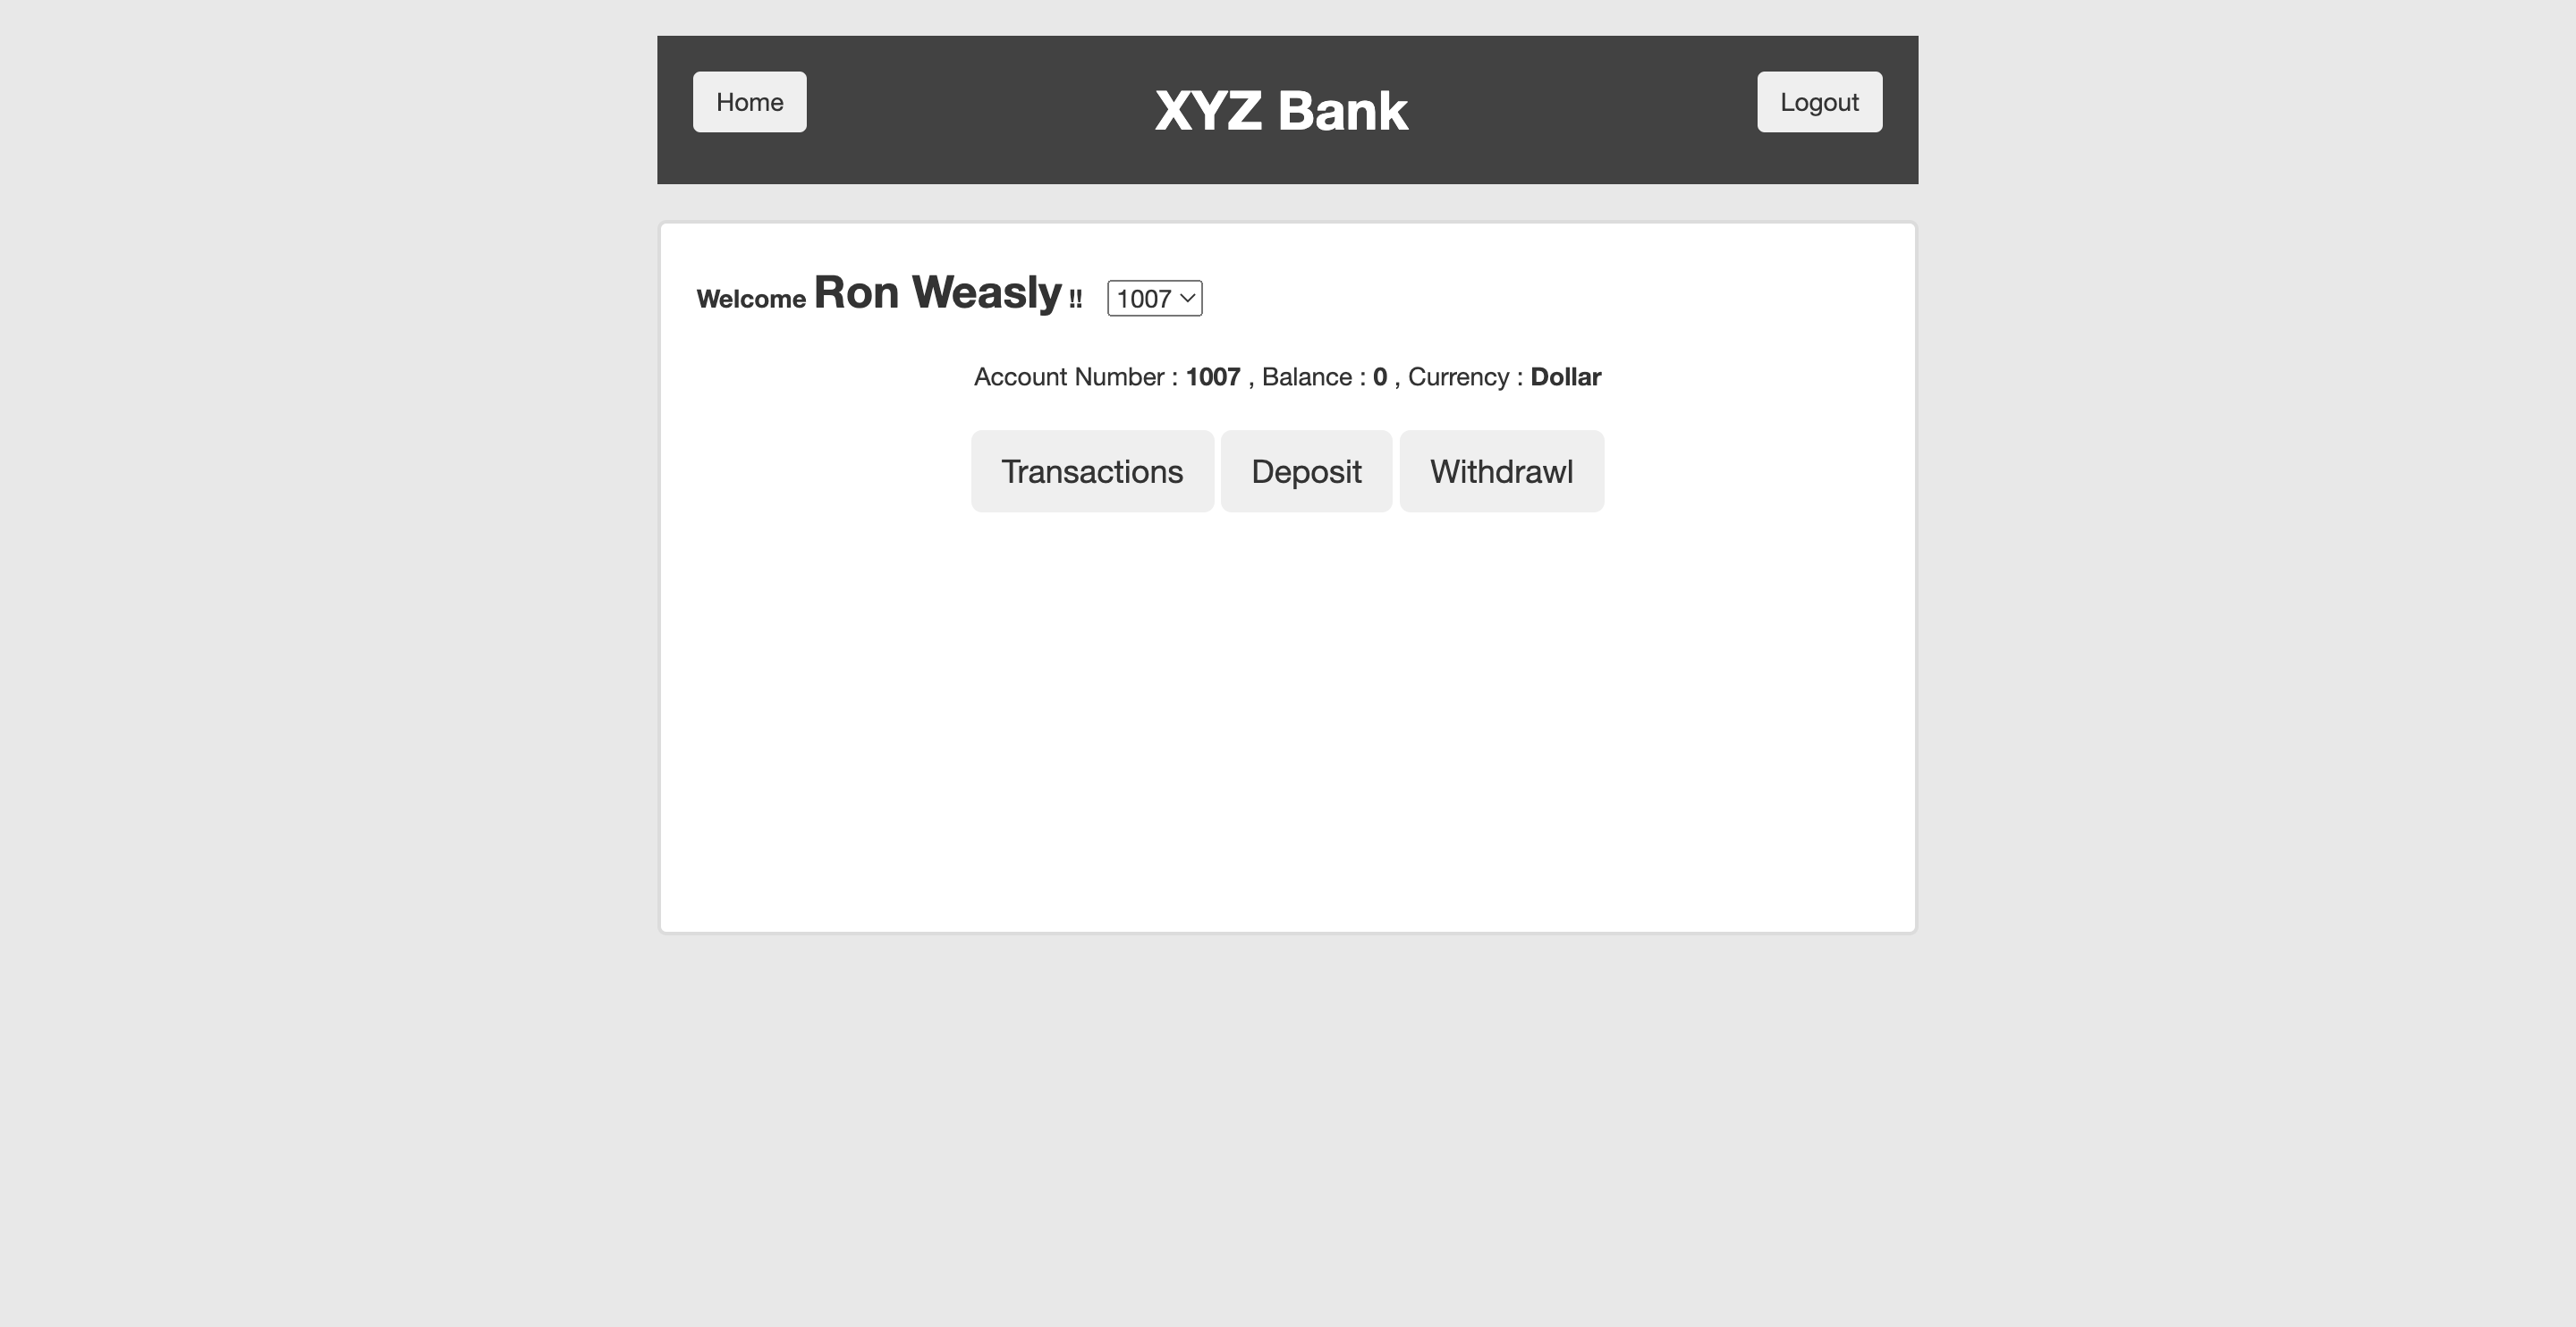 Home XYZ Bank Logout
Welcome Ron Weasly !! 1007
Account Number : 1007 , Balance : 0 , Currency : Dollar
Transactions Deposit Withdrawl